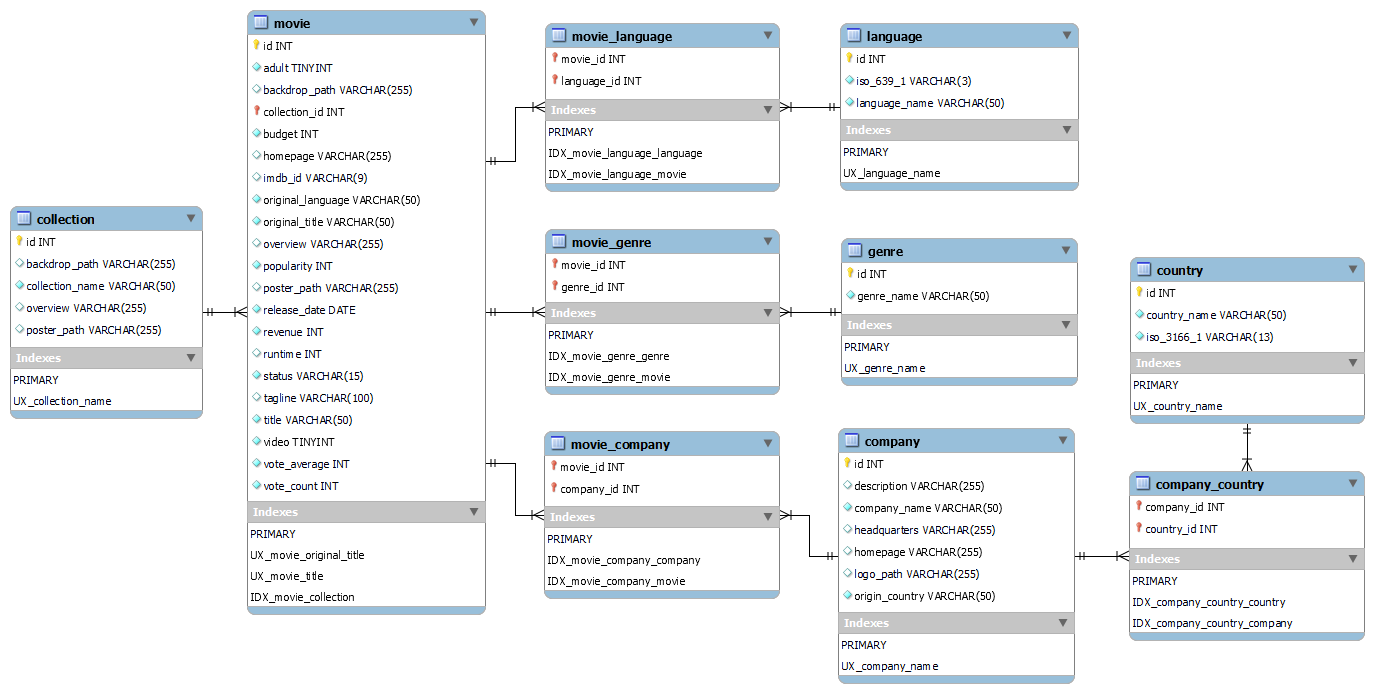 movie
id INT
adult TINYINT
backdrop_path VARCHAR(255)
collection_id INT
budget INT
homepage VARCHAR(255)
imdb_id VARCHAR(9)
original_language VARCHAR(50)
original_title VARCHAR(50)
overview VARCHAR(255)
popularity INT
poster_path VARCHAR(255)
release_date DATE
revenue INT
runtime INT
status VARCHAR(15)
tagline VARCHAR(100)
title VARCHAR(50)
video TINYINT
vote_average INT
vote_count INT
Indexes
PRIMARY
UX_movie_original_title
UX_movie_title
IDX_movie_collection
collection
id INT
backdrop_path VARCHAR(255)
collection_name VARCHAR(50)
overview VARCHAR(255)
poster_path VARCHAR(255)
Indexes
PRIMARY
UX_collection_name
movie_language
movie_id INT
language_id INT
Indexes
PRIMARY
IDX_movie_language_language
IDX_movie_language_movie
language
id INT
iso_639_1 VARCHAR(3)
language_name VARCHAR(50)
Indexes
PRIMARY
UX_language_name
movie_genre
movie_id INT
genre_id INT
Indexes
PRIMARY
IDX_movie_genre_genre
IDX_movie_genre_movie
genre
id INT
genre_name VARCHAR(50)
Indexes
PRIMARY
UX_genre_name
country
id INT
country_name VARCHAR(50)
iso_3166_1 VARCHAR(13)
Indexes
PRIMARY
UX_country_name
movie_company
movie_id INT
company_id INT
Indexes
PRIMARY
IDX_movie_company_company
IDX_movie_company_movie
company
id INT
description VARCHAR(255)
company_name VARCHAR(50)
headquarters VARCHAR(255)
homepage VARCHAR(255)
logo_path VARCHAR(255)
origin_country VARCHAR(50)
Indexes
PRIMARY
UX_company_name
company_country
company_id INT
country_id INT
Indexes
PRIMARY
IDX_company_country_country
IDX_company_country_company